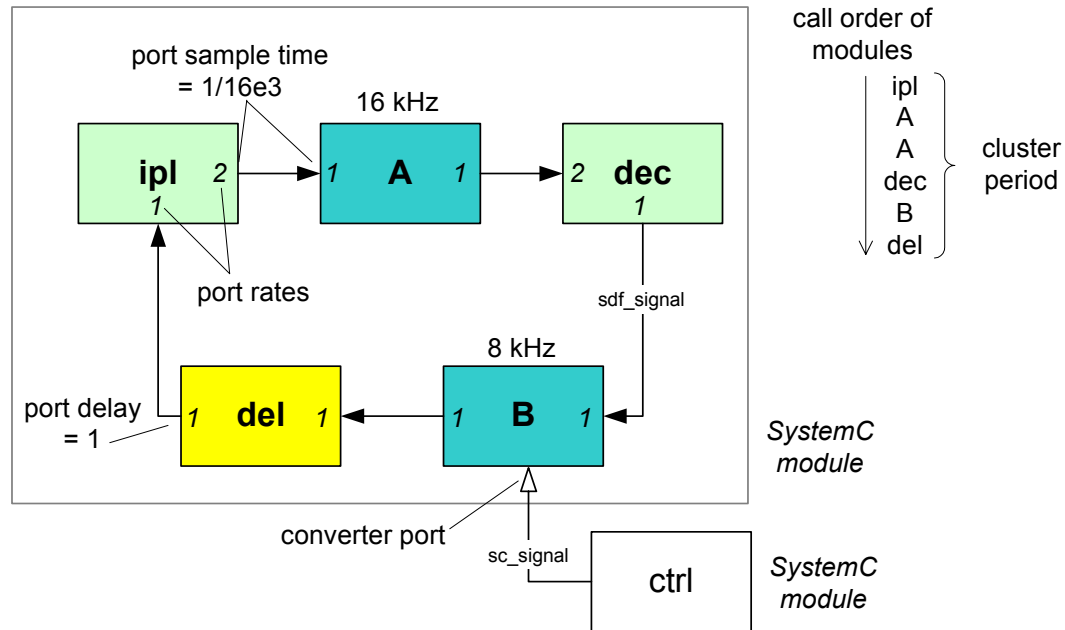 port sample time
= 1/16e3
16 kHz
ipl
2
1
1
A
1
2
dec
1
port rates
sdf_signal
8 kHz
port delay
= 1
1
del
1
1
B
1
converter port
sc_signal
ctrl
SystemC
module
SystemC
module
call order of
modules
ipl
A
A
dec
B
del
cluster
period